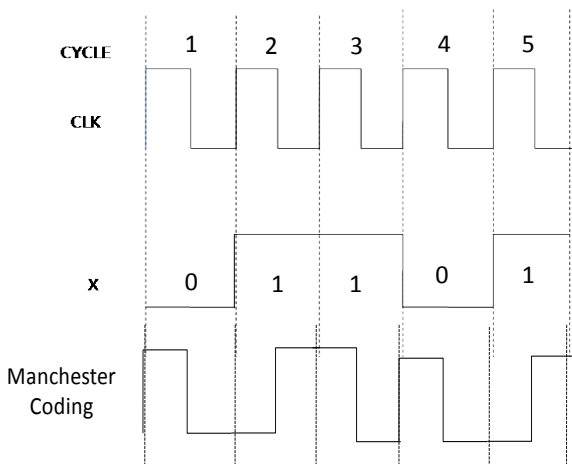 CYCLE 1 2 3 4 5
CLK
X 0 1 1 0 1
Manchester
Coding